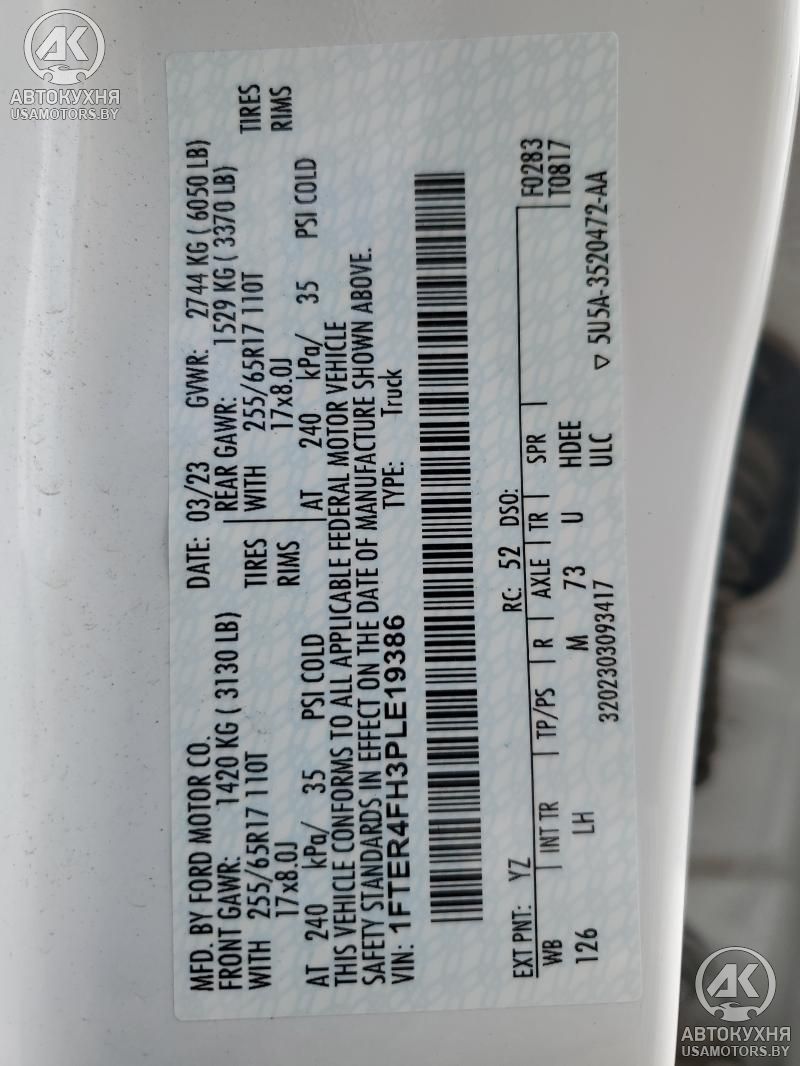 AK
АВТОКУХНЯ
USAMOTORS.BY
MFD. BY FORD MOTOR CO. DATE: 03/23 GVWR: 2744 KG ( 6050 LB)
FRONT GAWR: 1420 KG ( 3130 LB) REAR GAWR: 1529 KG ( 3370 LB)
WITH 255/65R17 110T TIRES WITH 255/65R17 110T TIRES
17x8.0J RIMS 17x8.0J RIMS
AT 240 kPa/ 35 PSI COLD AT 240 kPa/ 35 PSI COLD
THIS VEHICLE CONFORMS TO ALL APPLICABLE FEDERAL MOTOR VEHICLE
SAFETY STANDARDS IN EFFECT ON THE DATE OF MANUFACTURE SHOWN ABOVE.
VIN: 1FTER4FH3PLE19386 TYPE: Truck
EXT PNT: YZ RC: 52 DSO: F0283
WB INT TR TP/PS R AXLE TR SPR T0817
126 LH M 73 U HDEE
3202303093417 ULC ▽ 5U5A-3520472-AA
AK
АВТОКУХНЯ
USAMOTORS.BY